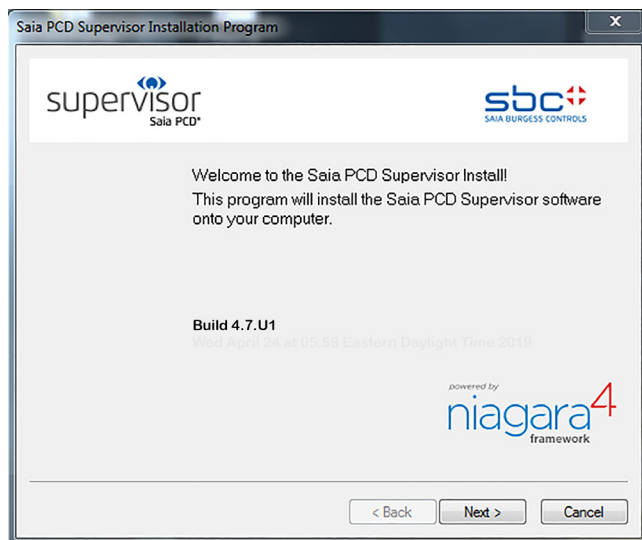 Saia PCD Supervisor Installation Program
x
supervisor
Saia PCD®
sbc
SAIA BURGESS CONTROLS
Welcome to the Saia PCD Supervisor Install!
This program will install the Saia PCD Supervisor software
onto your computer.
Build 4.7.U1
Wed April 24 at 05:59 Eastern Daylight Time 2019
powered by
niagara4
framework
< Back
Next >
Cancel